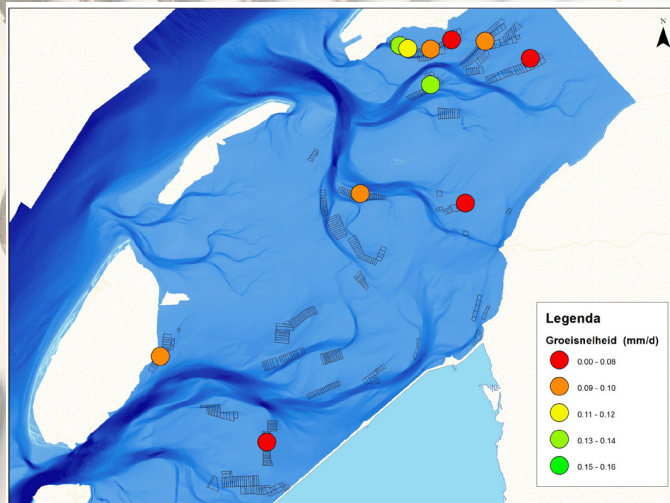 N
Legenda
Groeisnelheid (mm/d)
0.00 - 0.08
0.09 - 0.10
0.11 - 0.12
0.13 - 0.14
0.15 - 0.16